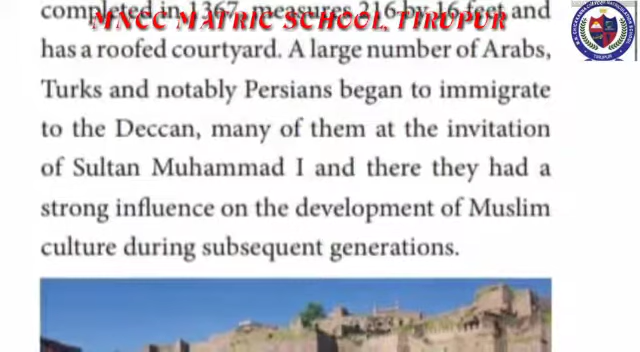 completed in 1367, measures 216 by 16 feet and
MNCC MATRIC SCHOOL, TIRUPUR
has a roofed courtyard. A large number of Arabs,
Turks and notably Persians began to immigrate
to the Deccan, many of them at the invitation
of Sultan Muhammad I and there they had a
strong influence on the development of Muslim
culture during subsequent generations.
TIRUPUR